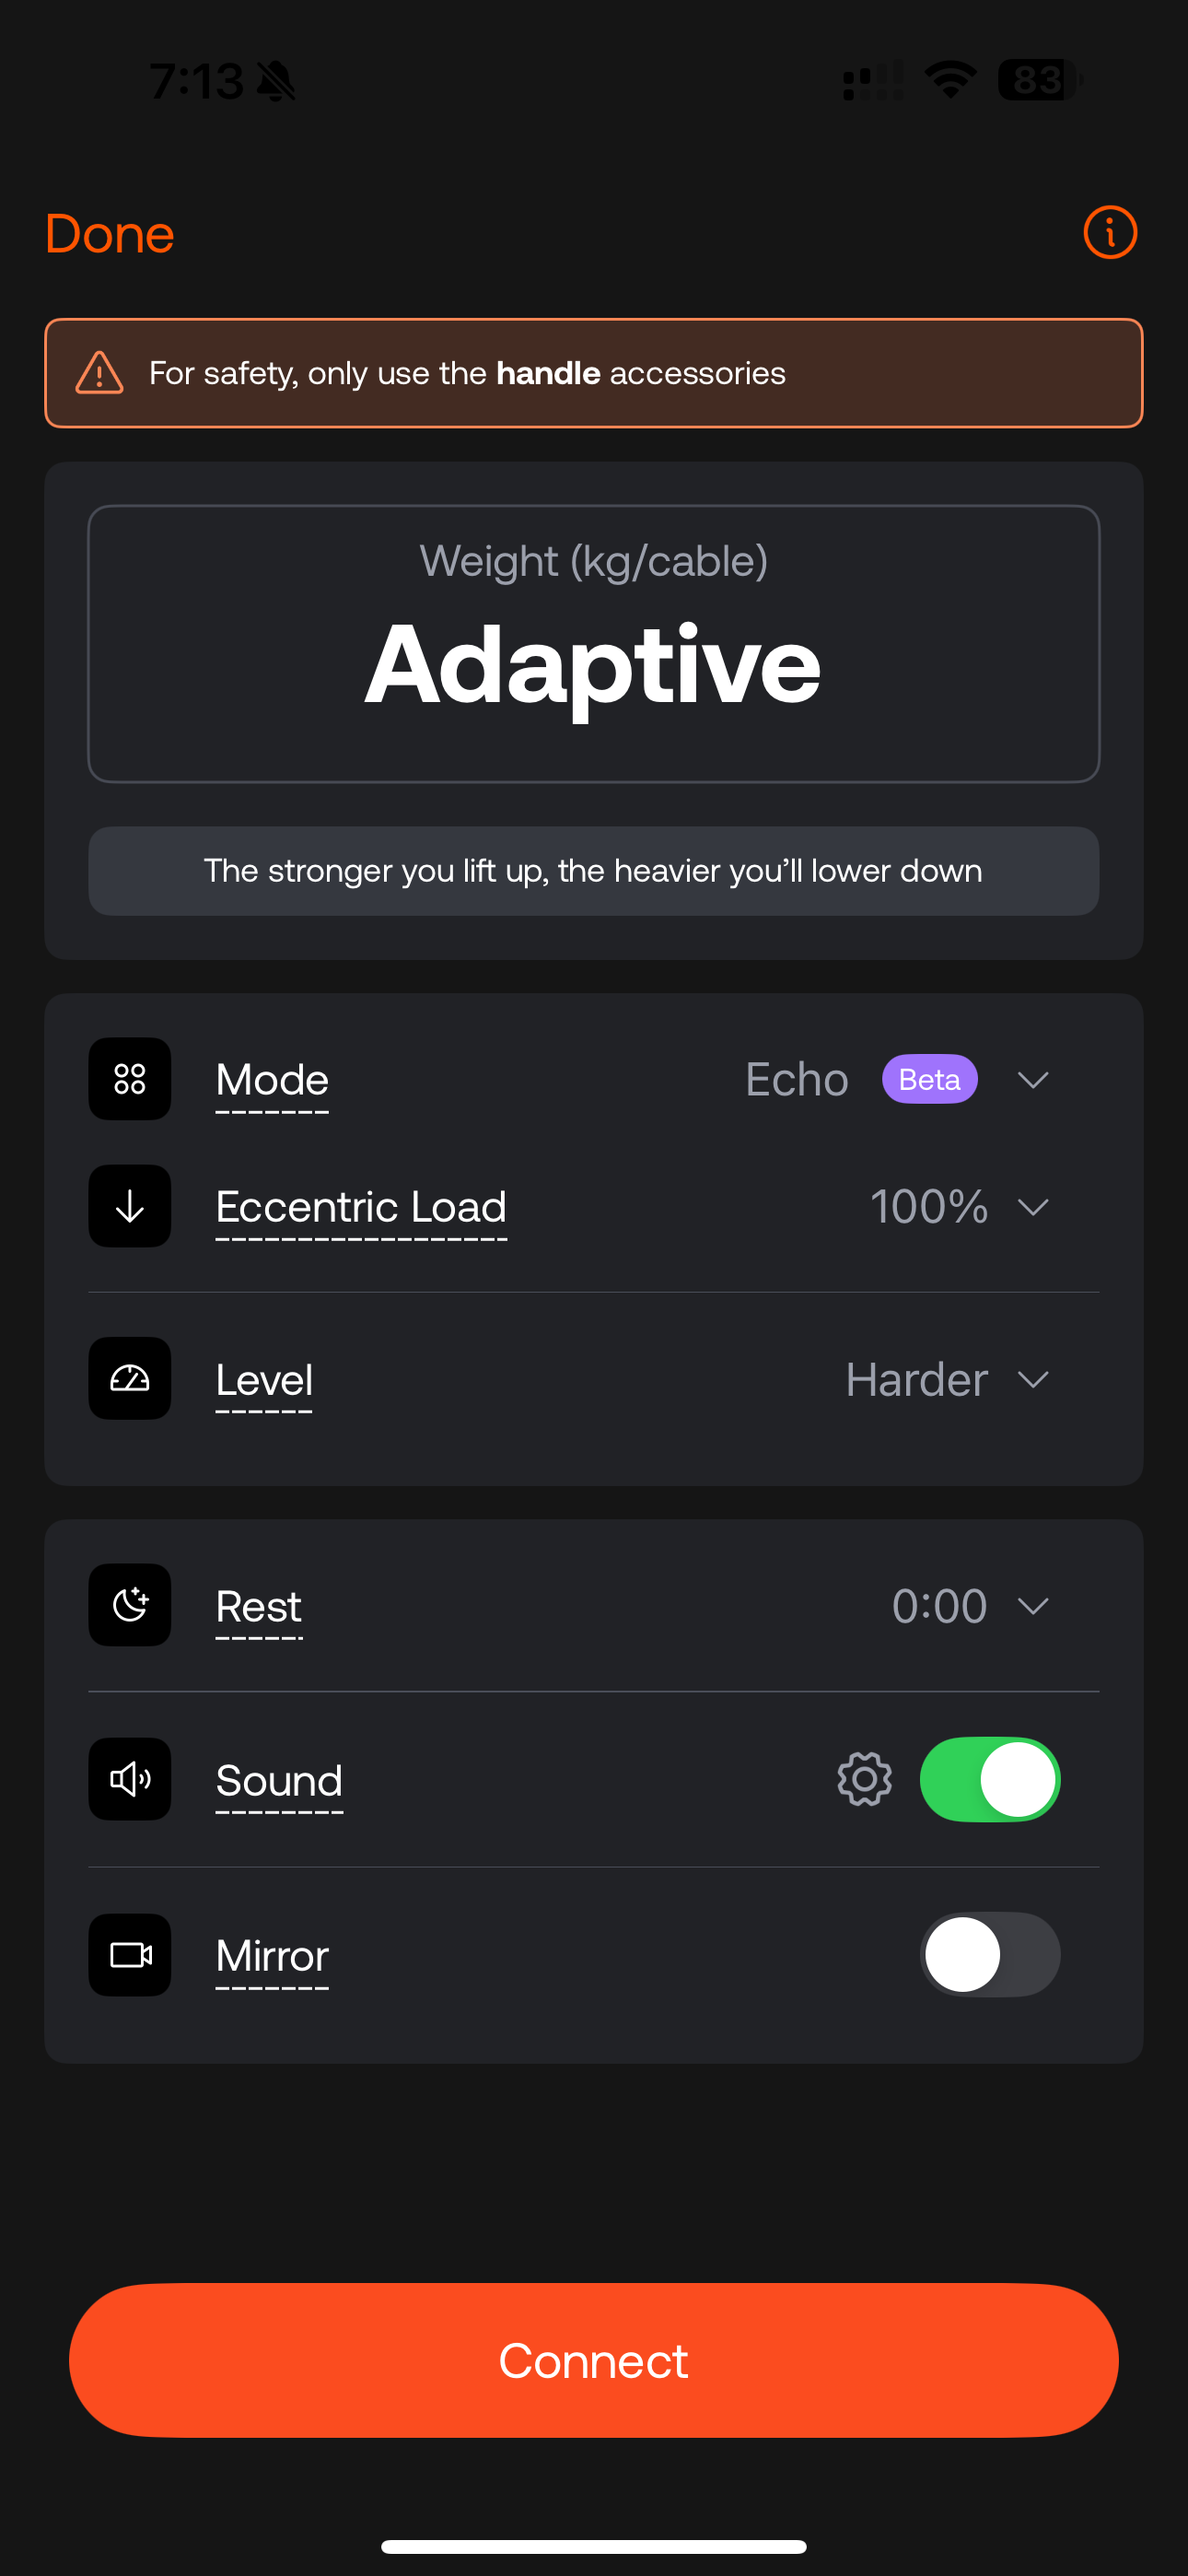 7:13
83
Done
For safety, only use the handle accessories
Weight (kg/cable)
Adaptive
The stronger you lift up, the heavier you’ll lower down
Mode Echo Beta
Eccentric Load 100%
Level Harder
Rest 0:00
Sound
Mirror
Connect